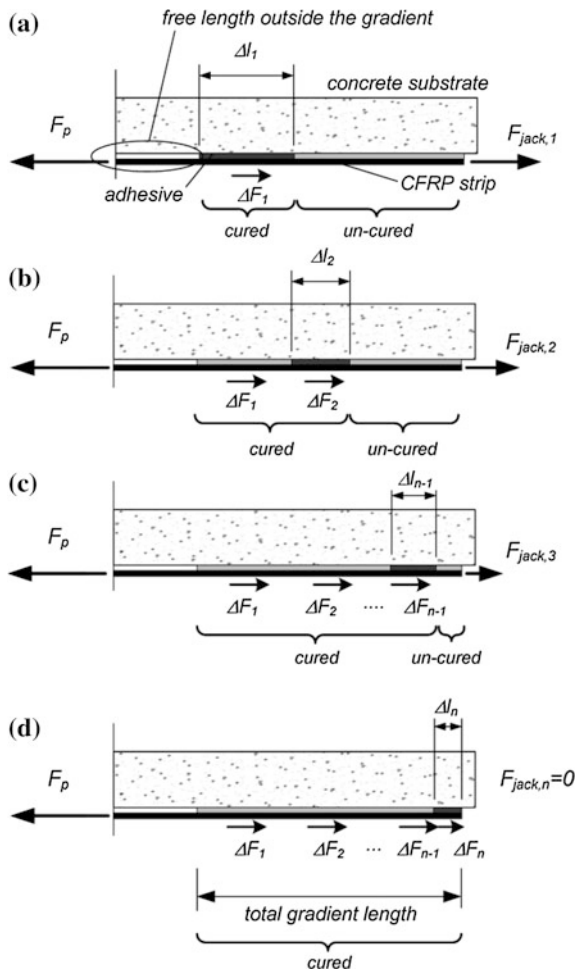 (a)
free length outside the gradient
Δl1
concrete substrate
Fp
Fjack,1
adhesive
CFRP strip
ΔF1
cured
un-cured
(b)
Δl2
Fp
Fjack,2
ΔF1
ΔF2
cured
un-cured
(c)
Δln-1
Fp
Fjack,3
ΔF1 ΔF2 .... ΔFn-1
cured
un-cured
(d)
Δln
Fp
Fjack,n=0
ΔF1 ΔF2 ... ΔFn-1 ΔFn
total gradient length
cured